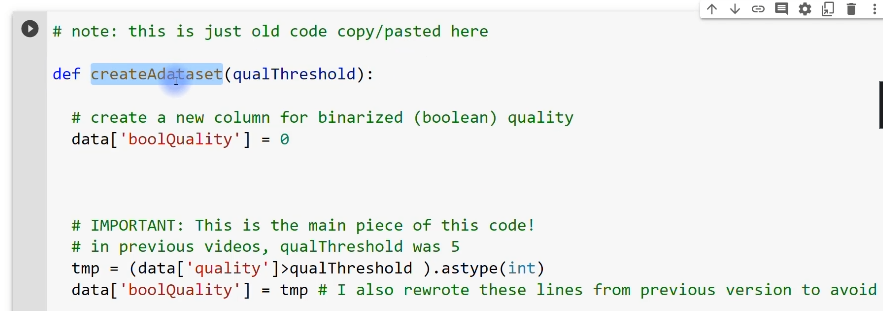 # note: this is just old code copy/pasted here
def createAdataset(qualThreshold):
# create a new column for binarized (boolean) quality
data['boolQuality'] = 0
# IMPORTANT: This is the main piece of this code!
# in previous videos, qualThreshold was 5
tmp = (data['quality']>qualThreshold ).astype(int)
data['boolQuality'] = tmp # I also rewrote these lines from previous version to avoid